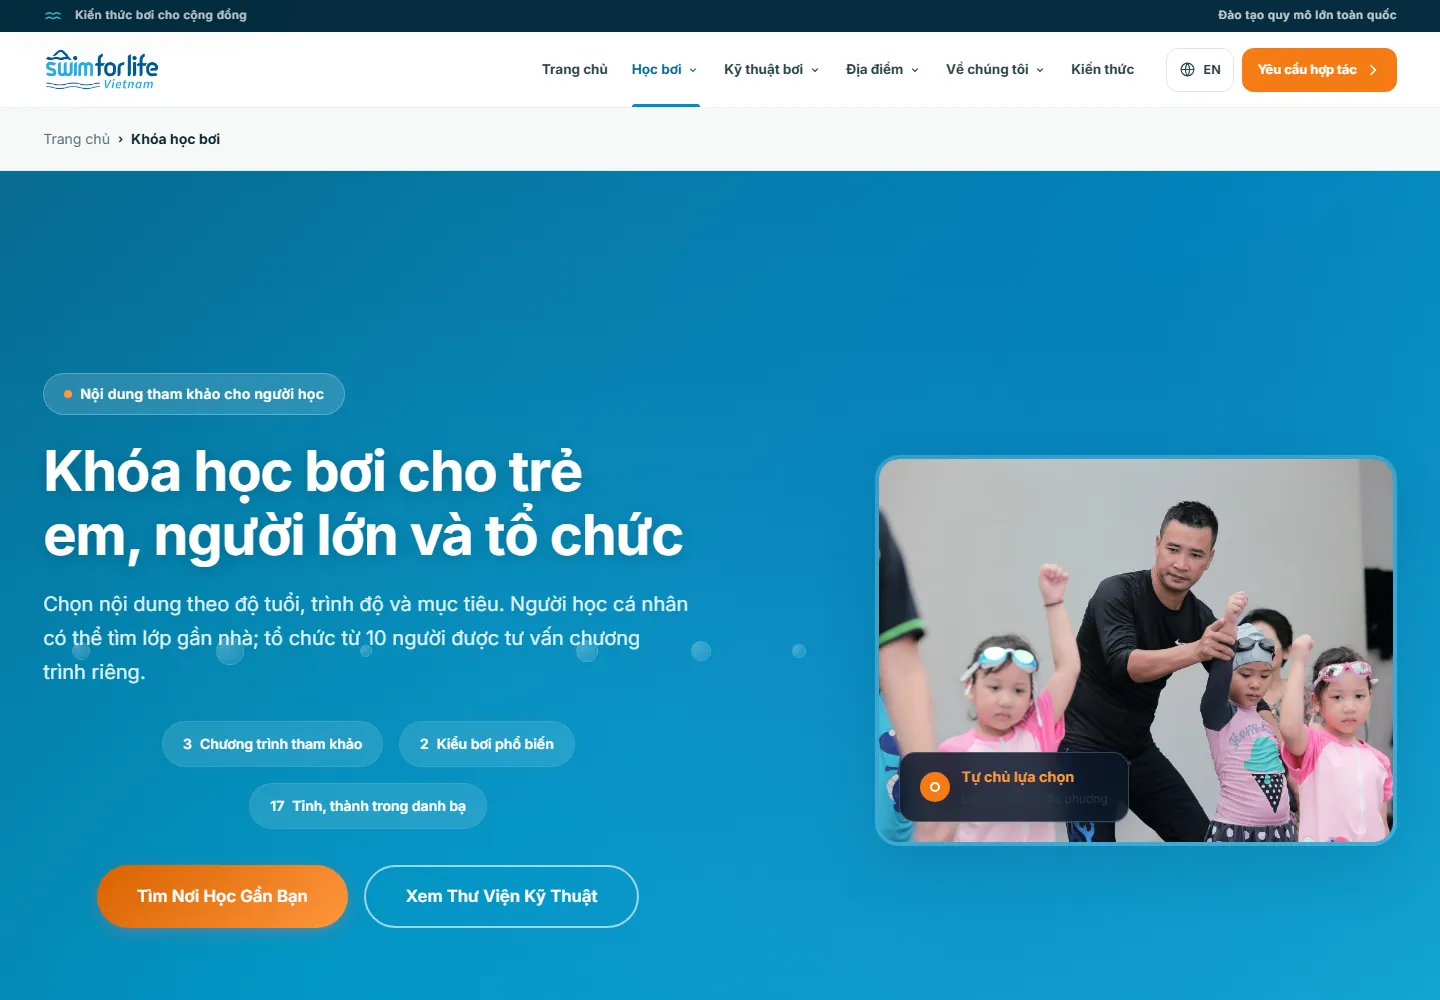 Kiến thức bơi cho cộng đồng
Đào tạo quy mô lớn toàn quốc
swimforlife
Vietnam
Trang chủ
Học bơi
Kỹ thuật bơi
Địa điểm
Về chúng tôi
Kiến thức
EN
Yêu cầu hợp tác
Trang chủ › Khóa học bơi
Nội dung tham khảo cho người học
Khóa học bơi cho trẻ
em, người lớn và tổ chức
Chọn nội dung theo độ tuổi, trình độ và mục tiêu. Người học cá nhân
có thể tìm lớp gần nhà; tổ chức từ 10 người được tư vấn chương
trình riêng.
3 Chương trình tham khảo
2 Kiểu bơi phổ biến
17 Tỉnh, thành trong danh bạ
Tìm Nơi Học Gần Bạn
Xem Thư Viện Kỹ Thuật
Tự chủ lựa chọn
phương